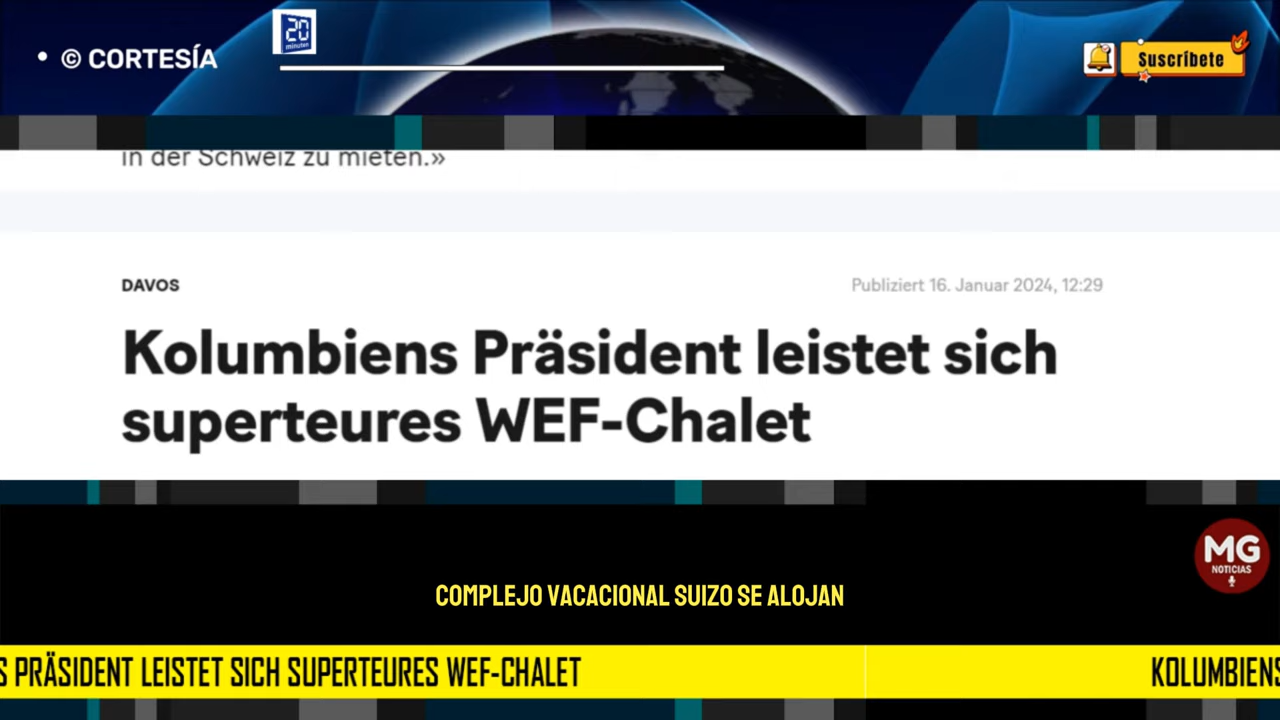 • © CORTESÍA
20
minuten
Suscríbete
in der Schweiz zu mieten.»
DAVOS
Publiziert 16. Januar 2024, 12:29
Kolumbiens Präsident leistet sich
superteures WEF-Chalet
MG
NOTICIAS
COMPLEJO VACACIONAL SUIZO SE ALOJAN
S PRÄSIDENT LEISTET SICH SUPERTEURES WEF-CHALET
KOLUMBIENS